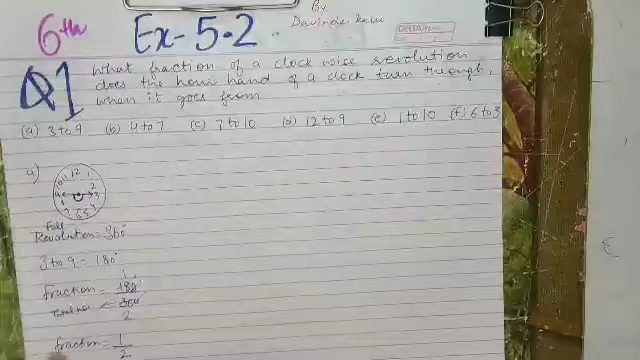 By
Davinder kaur
6th Ex-5.2
Q1 What fraction of a clock wise revolution
does the hour hand of a clock turn through,
when it goes from
(a) 3 to 9 (b) 4 to 7 (c) 7 to 10 (d) 12 to 9 (e) 1 to 10 (f) 6 to 3
a)
Full
Revolution = 360°
3 to 9 = 180°
1
fraction = 180°
360°
2
fraction = 1
2